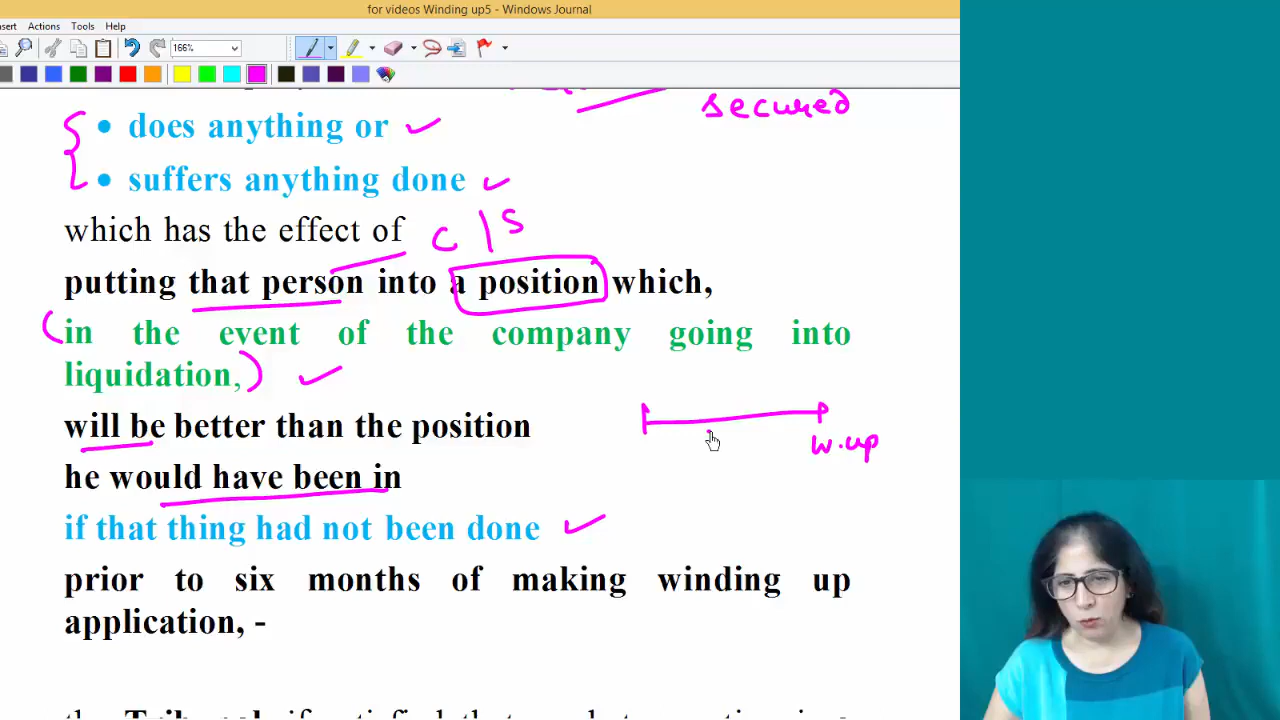 for videos Winding up5 - Windows Journal
nsert Actions Tools Help
166%
secured
• does anything or
• suffers anything done
which has the effect of C | S
putting that person into a position which,
(in the event of the company going into
liquidation,)
will be better than the position
w.up
he would have been in
if that thing had not been done
prior to six months of making winding up
application, -